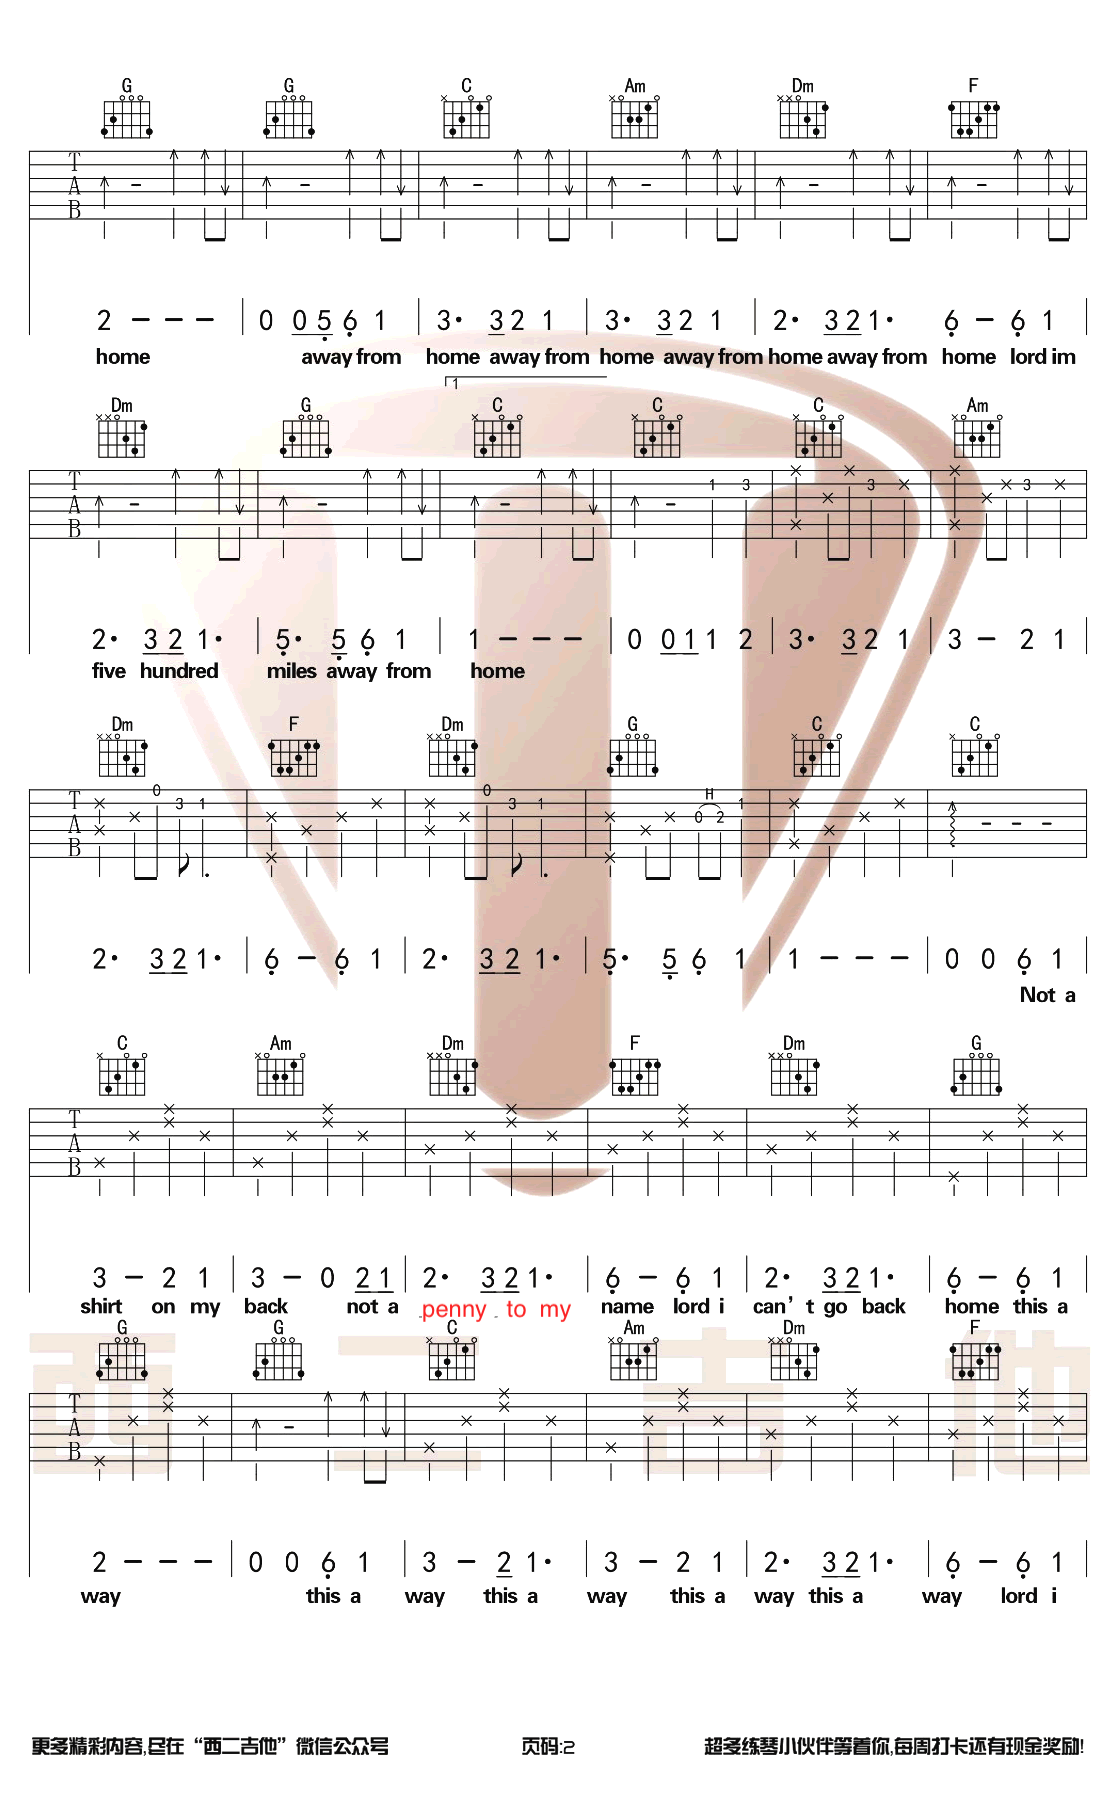 G G C Am Dm F
T
A
B
2 - - - 0 0 5 6 1 3· 3 2 1 3· 3 2 1 2· 3 2 1· 6 - 6 1
home away from home away from home away from home away from home lord im
1
Dm G C C C Am
T 1 3 3 3
A
B
2· 3 2 1· 5· 5 6 1 1 - - - 0 0 1 1 2 3· 3 2 1 3 - 2 1
five hundred miles away from home
Dm F Dm G C C
T 0 3 1 0 3 1 H 0 2 1
A
B
2· 3 2 1· 6 - 6 1 2· 3 2 1· 5· 5 6 1 1 - - - 0 0 6 1
Not a
C Am Dm F Dm G
T
A
B
3 - 2 1 3 - 0 2 1 2· 3 2 1· 6 - 6 1 2· 3 2 1· 6 - 6 1
shirt on my back not a penny to my name lord i can't go back home this a
G G C Am Dm F
T
A
B
西二吉他
2 - - - 0 0 6 1 3 - 2 1· 3 - 2 1 2· 3 2 1· 6 - 6 1
way this a way this a way this a way this a way lord i
更多精彩内容,尽在“西二吉他”微信公众号 页码:2 超多练琴小伙伴等着你,每周打卡还有现金奖励!